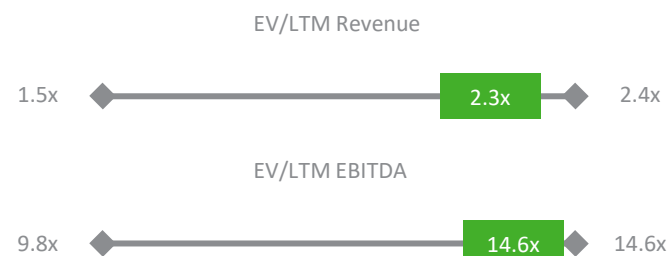 EV/LTM Revenue
1.5x 2.3x 2.4x
EV/LTM EBITDA
9.8x 14.6x 14.6x